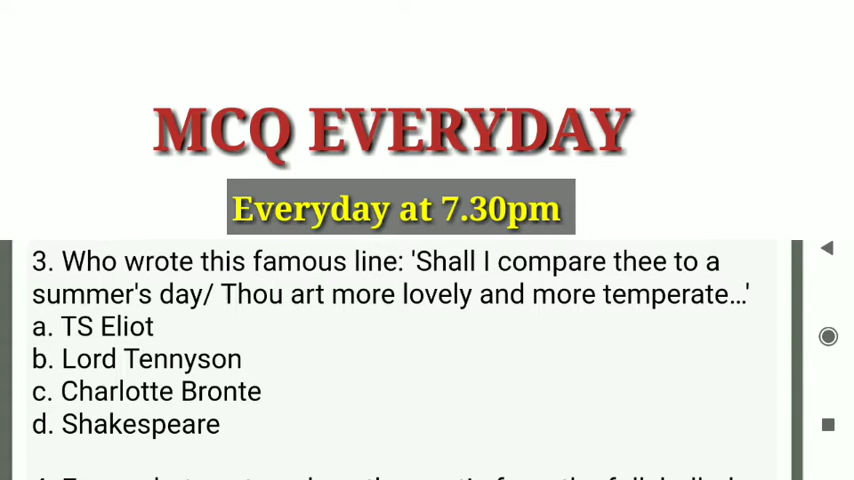 MCQ EVERYDAY
Everyday at 7.30pm
3. Who wrote this famous line: 'Shall I compare thee to a
summer's day/ Thou art more lovely and more temperate…'
a. TS Eliot
b. Lord Tennyson
c. Charlotte Bronte
d. Shakespeare